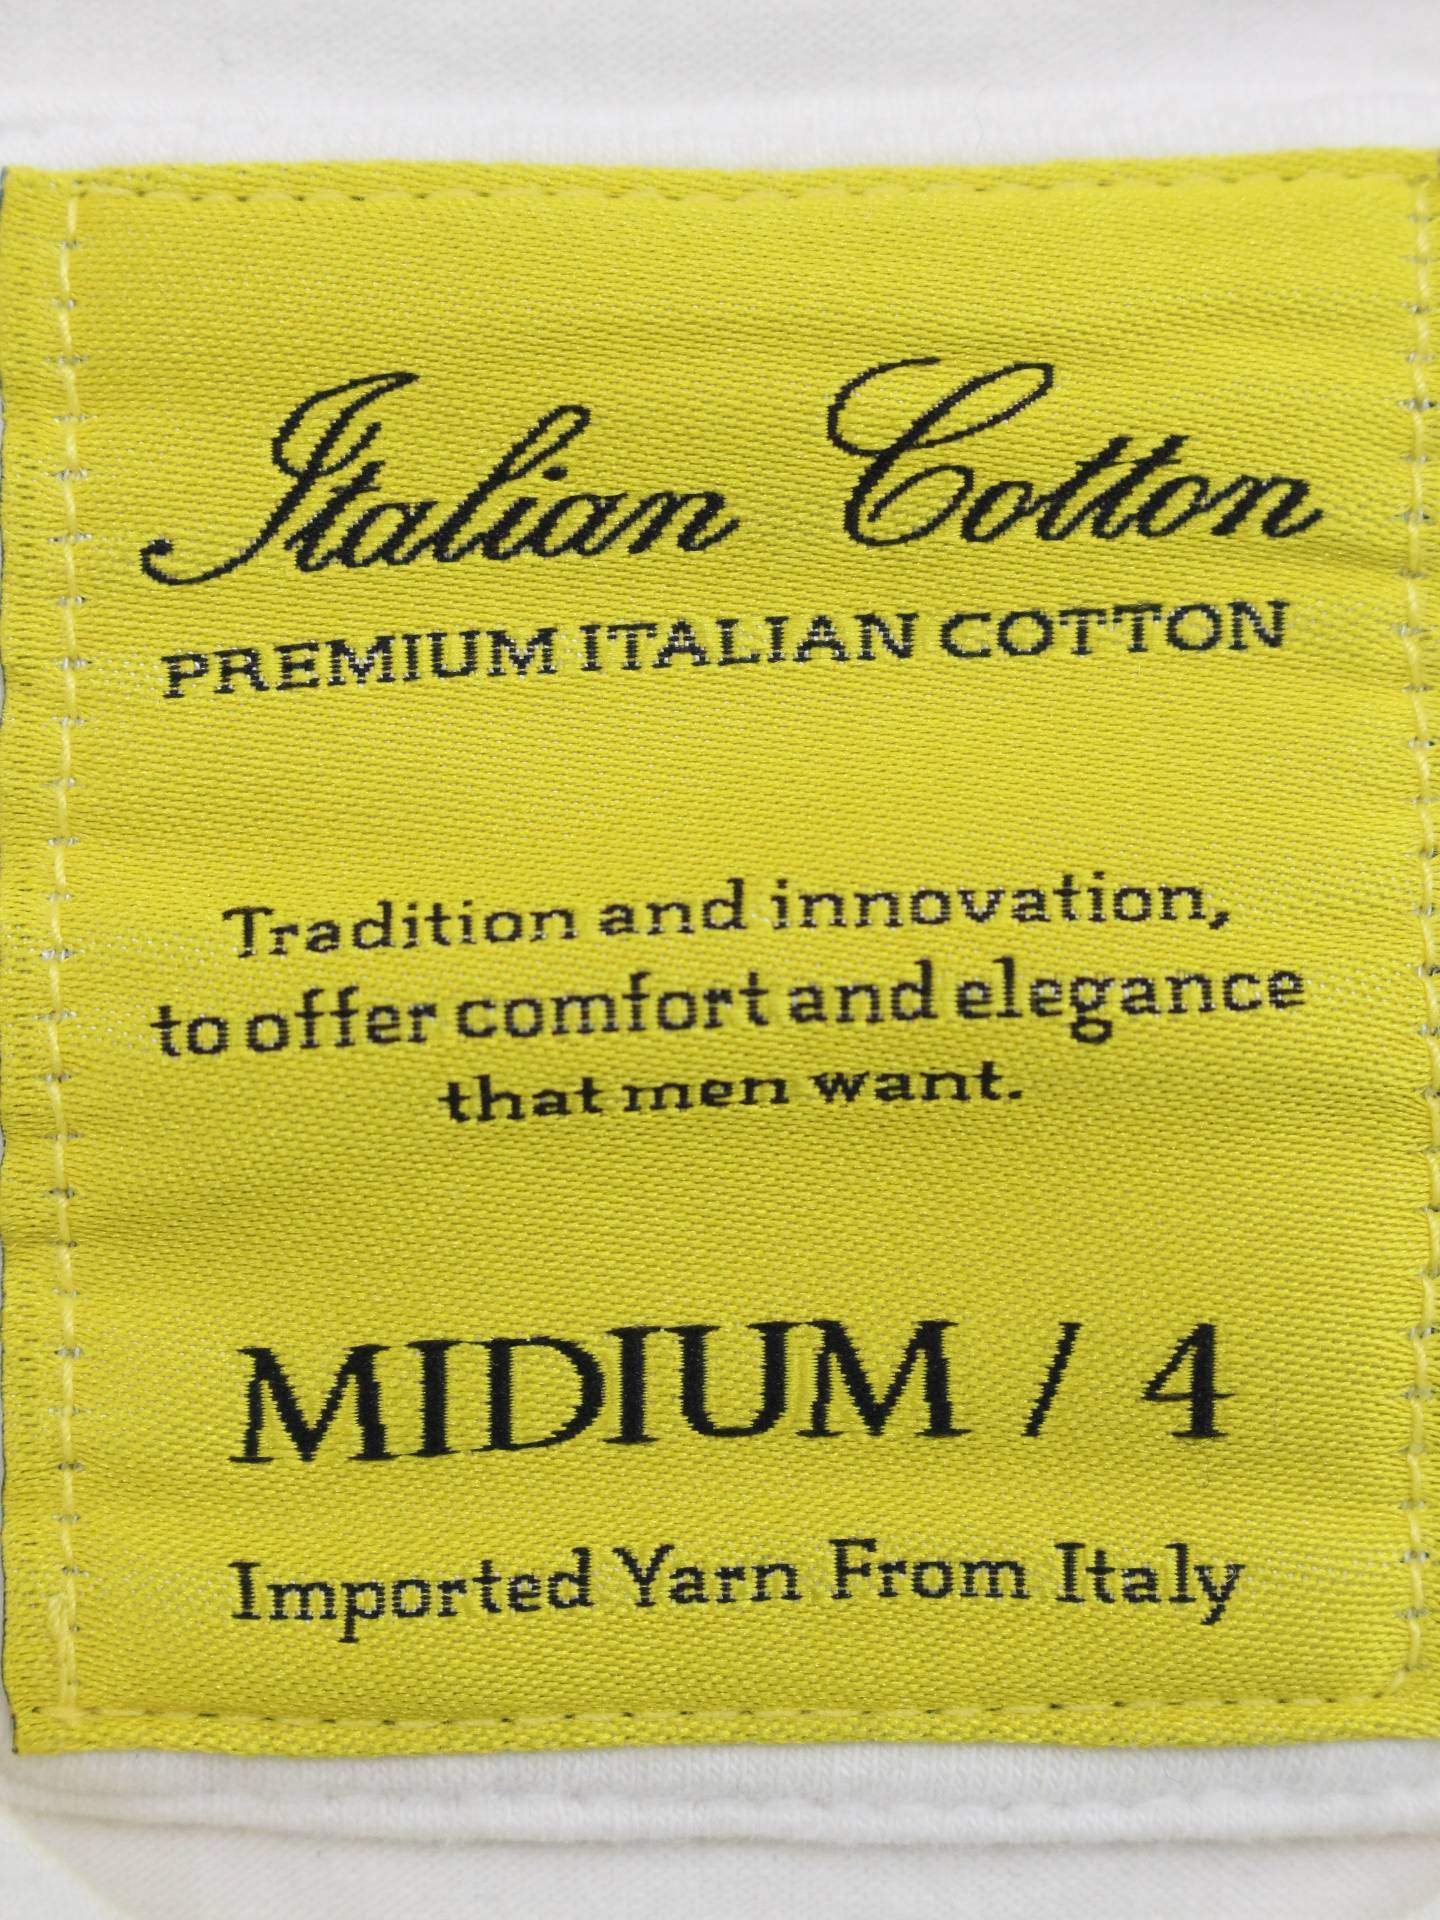 Italian Cotton
PREMIUM ITALIAN COTTON
Tradition and innovation,
to offer comfort and elegance
that men want.
MIDIUM / 4
Imported Yarn From Italy